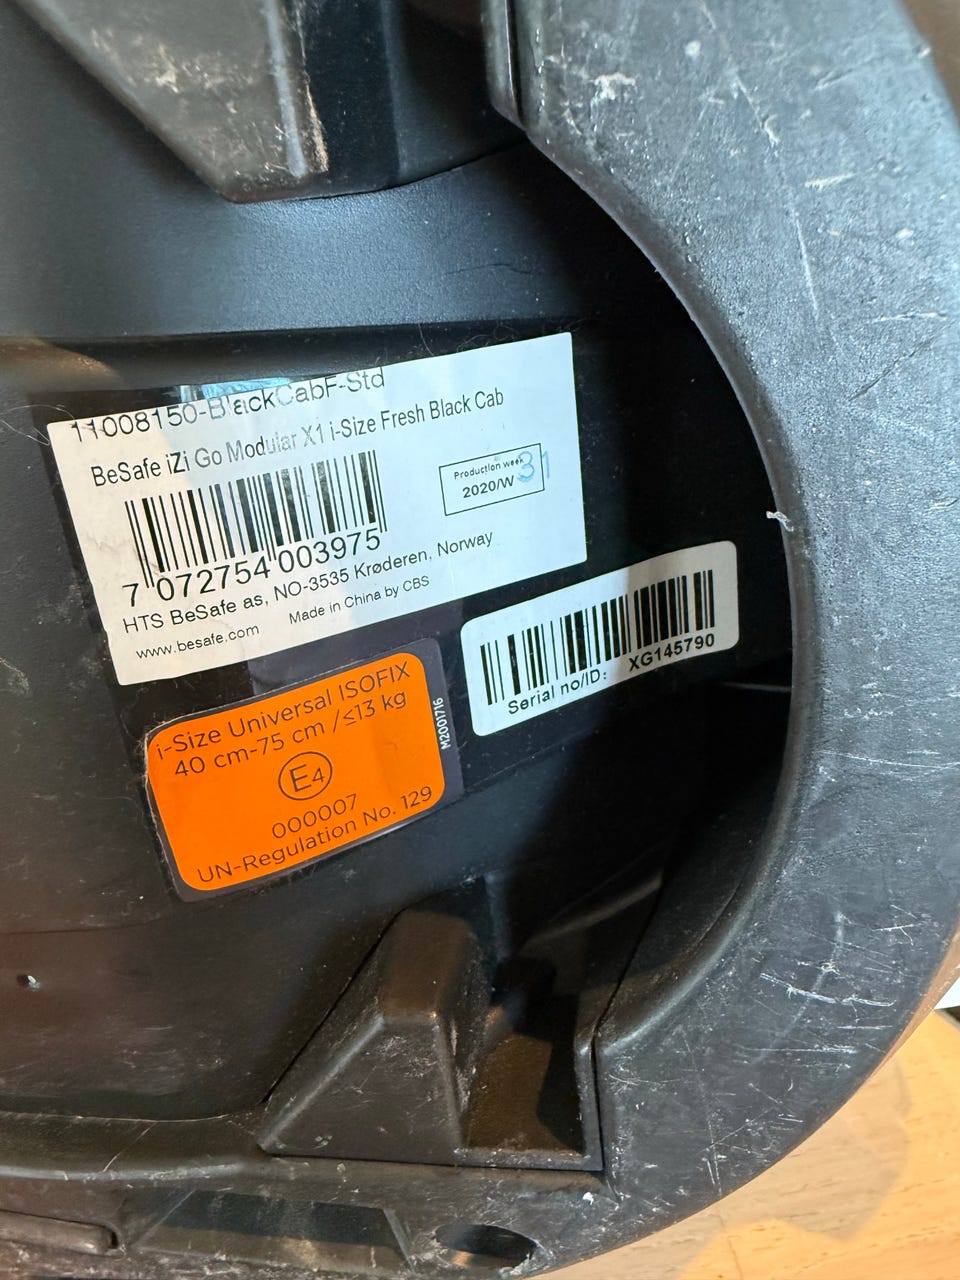 11008150-BlackCabF-Std
BeSafe iZi Go Modular X1 i-Size Fresh Black Cab
Production week
2020/W 31
7 072754 003975
HTS BeSafe as, NO-3535 Krøderen, Norway
www.besafe.com Made in China by CBS
XG145790
Serial no/ID:
i-Size Universal ISOFIX
40 cm-75 cm /≤13 kg
E4
000007
UN-Regulation No. 129
M2001716